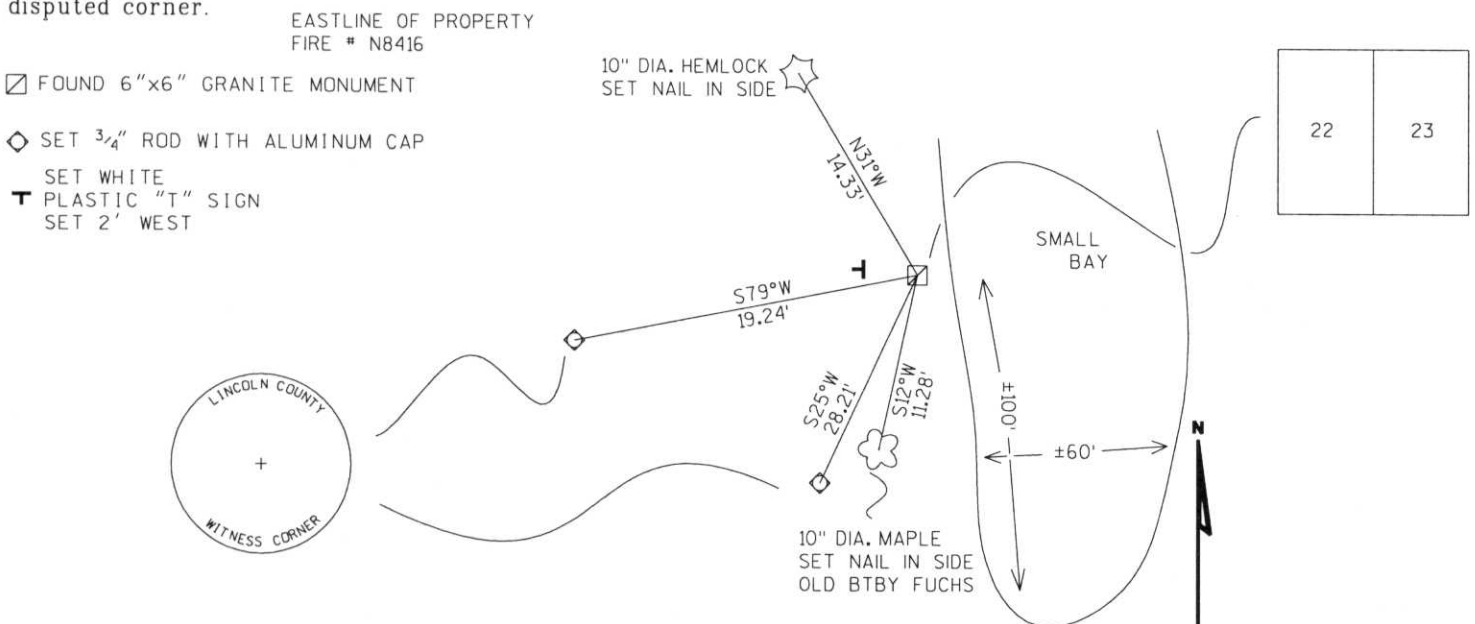 disputed corner.
EASTLINE OF PROPERTY
FIRE # N8416
FOUND 6"x6" GRANITE MONUMENT
SET 3/4" ROD WITH ALUMINUM CAP
SET WHITE
PLASTIC "T" SIGN
SET 2' WEST
10" DIA. HEMLOCK
SET NAIL IN SIDE
N31°W
14.33'
22
23
SMALL
BAY
S79°W
19.24'
S25°W
28.21'
S12°W
11.28'
±100'
±60'
N
LINCOLN COUNTY
WITNESS CORNER
10" DIA. MAPLE
SET NAIL IN SIDE
OLD BTBY FUCHS